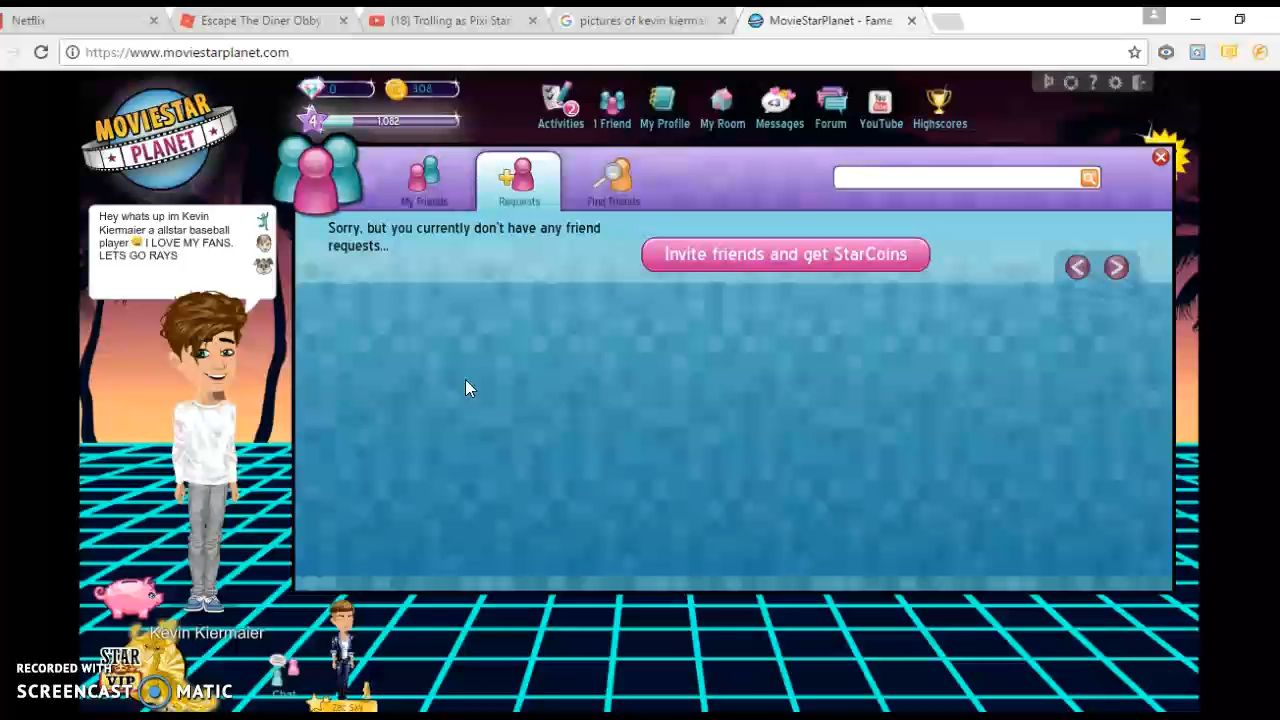 Netflix
Escape The Diner Obby
(18) Trolling as Pixi Star
pictures of kevin kiermai
MovieStarPlanet - Fame
https://www.moviestarplanet.com
MOVIESTAR
PLANET
0
308
4
1,082
2
Activities
1 Friend
My Profile
My Room
Messages
Forum
YouTube
Highscores
My Friends
Requests
Find Friends
Sorry, but you currently don't have any friend
requests...
Invite friends and get StarCoins
Hey whats up im Kevin
Kiermaier a allstar baseball
player I LOVE MY FANS.
LETS GO RAYS
Kevin Kiermaier
STAR
VIP
Chat
Zac Sky
RECORDED WITH
SCREENCAST MATIC